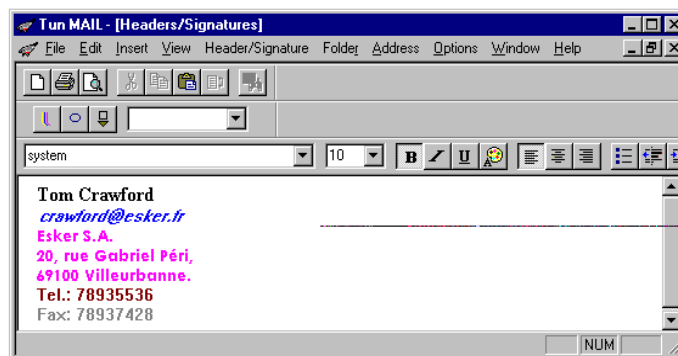 Tun MAIL - [Headers/Signatures]
File Edit Insert View Header/Signature Folder Address Options Window Help
system 10 B I U
Tom Crawford
crawford@esker.fr
Esker S.A.
20, rue Gabriel Péri,
69100 Villeurbanne.
Tel.: 78935536
Fax: 78937428
NUM